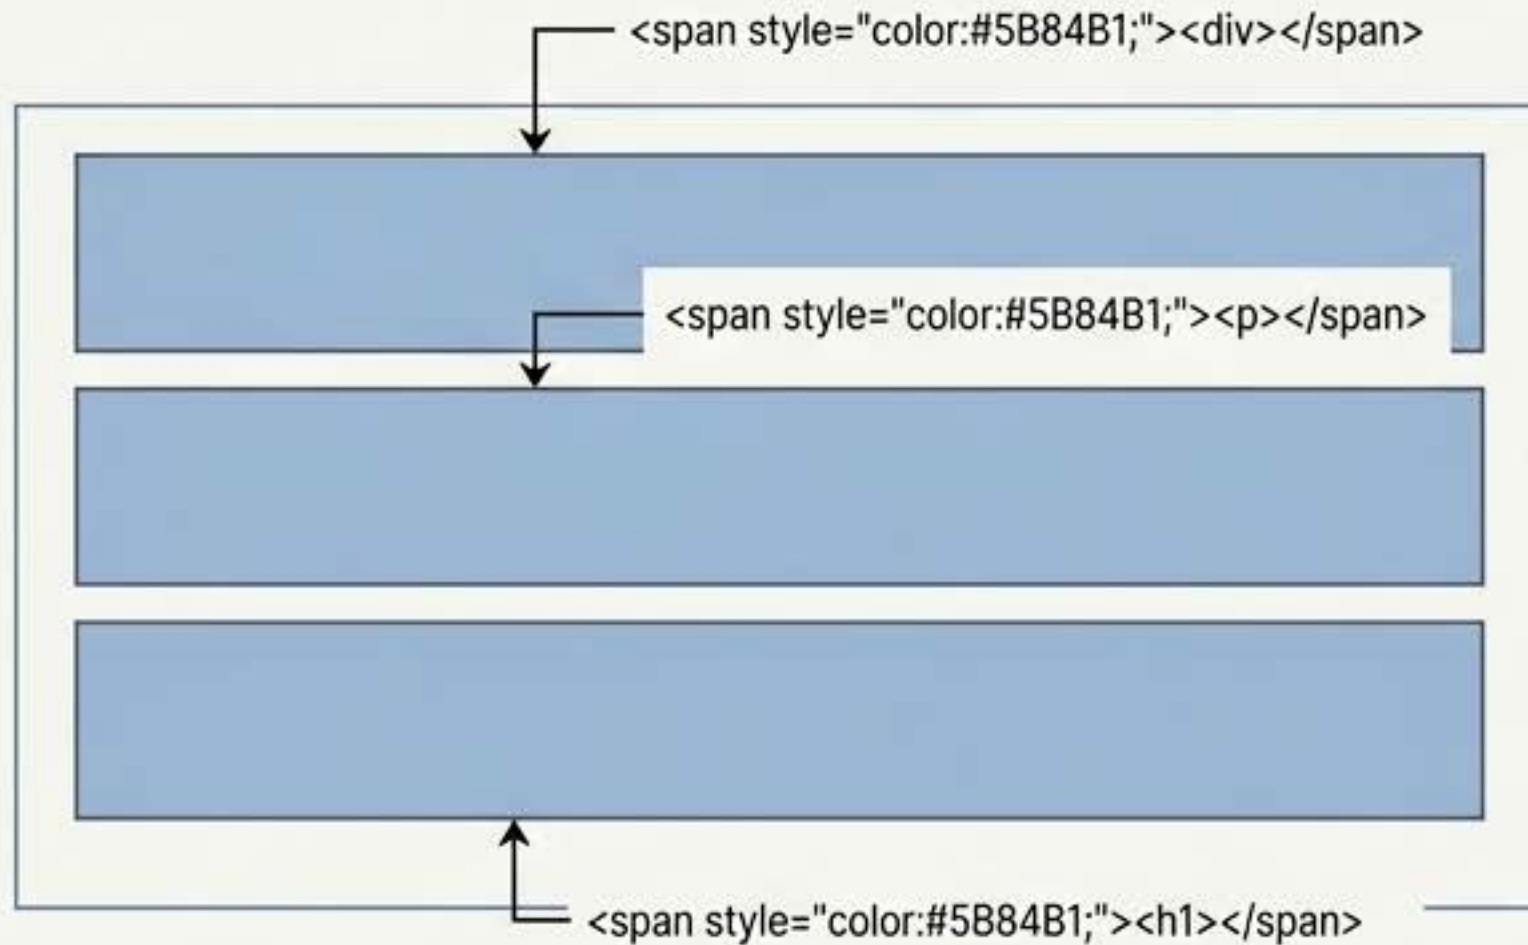 <span style="color:#5B84B1;"><div></span>
<span style="color:#5B84B1;"><p></span>
<span style="color:#5B84B1;"><h1></span>